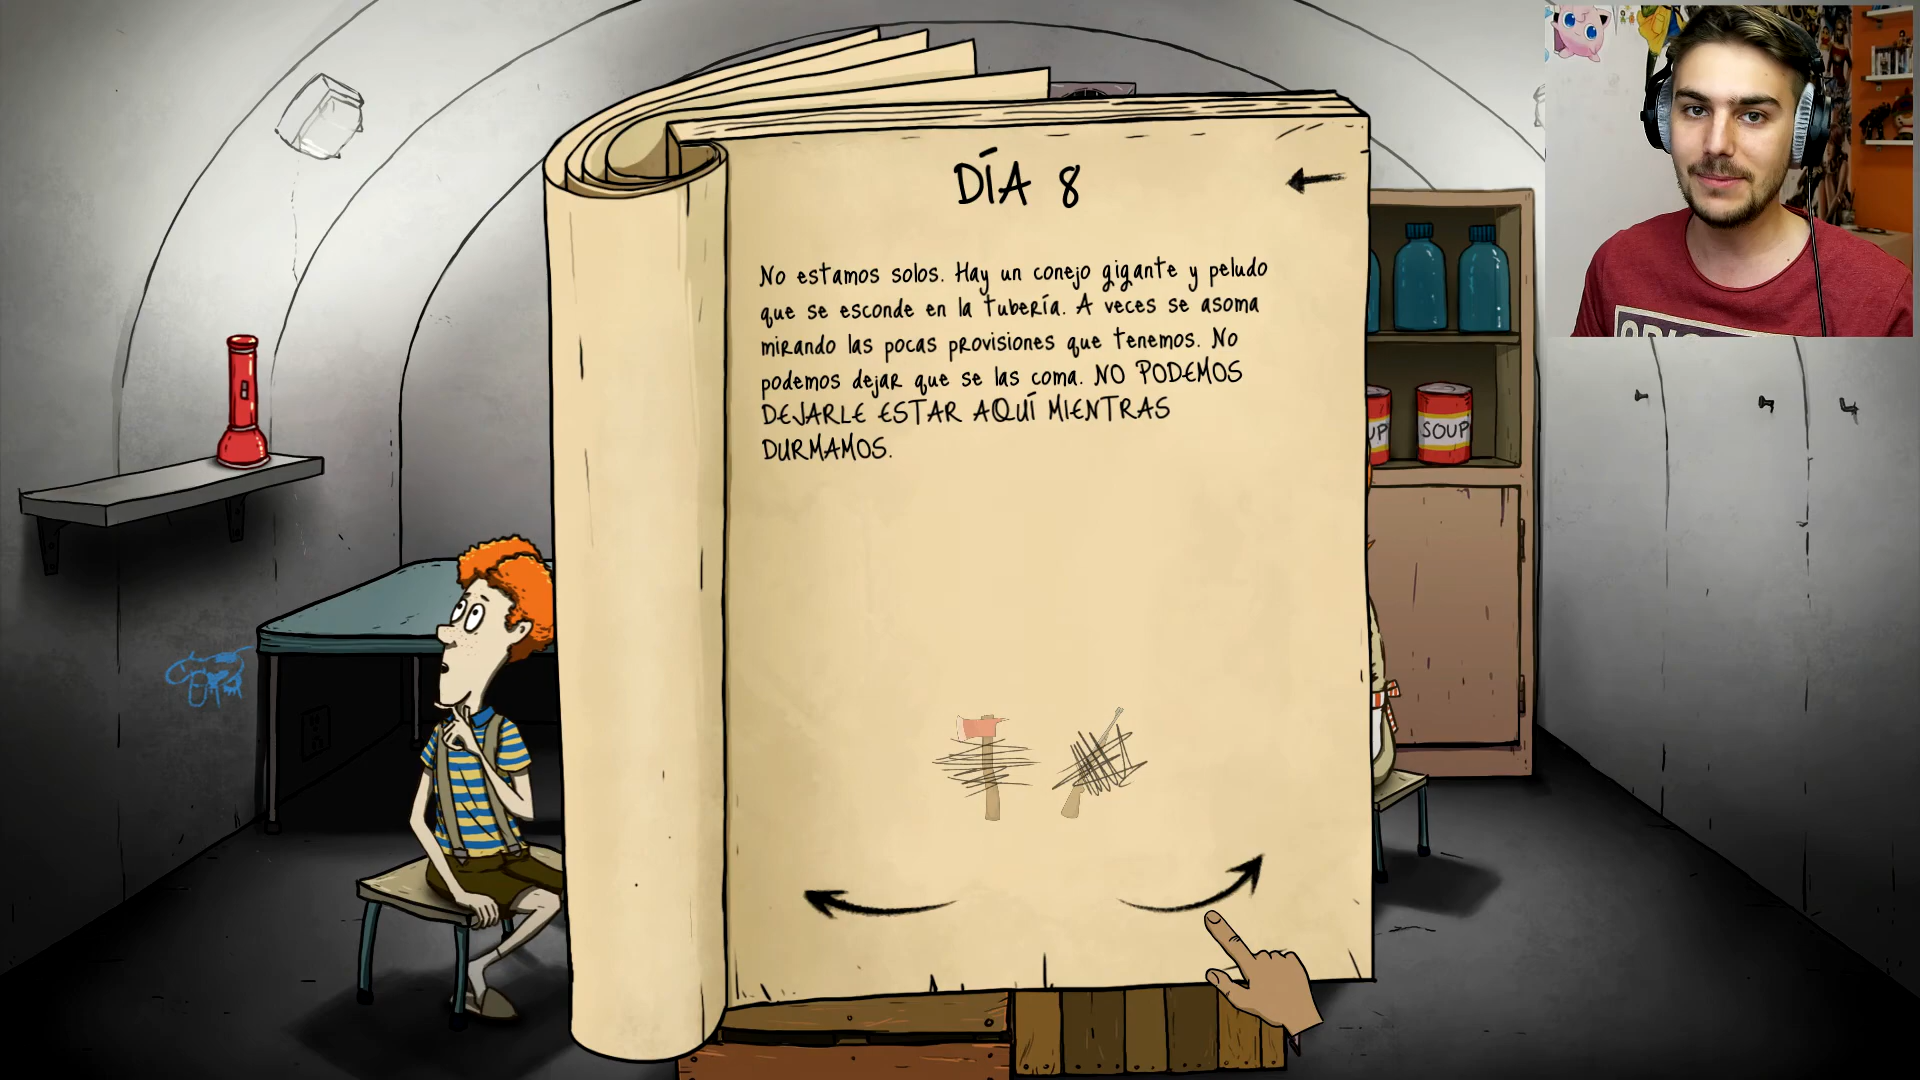 DÍA 8
No estamos solos. Hay un conejo gigante y peludo
que se esconde en la tubería. A veces se asoma
mirando las pocas provisiones que tenemos. No
podemos dejar que se las coma. NO PODEMOS
DEJARLE ESTAR AQUÍ MIENTRAS
DURMAMOS.
UP
SOUP